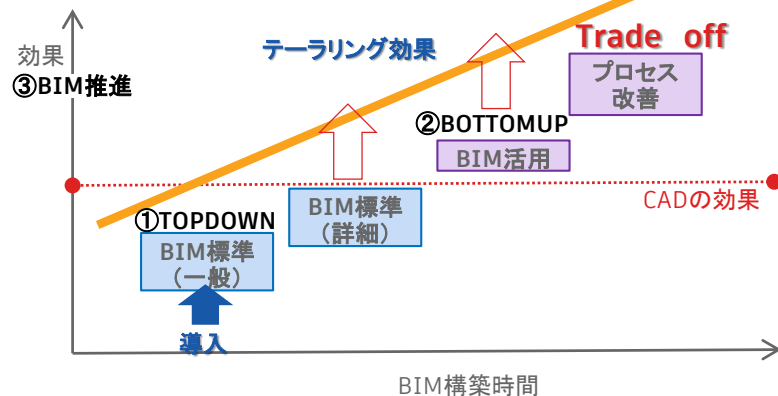 Trade off
テーラリング効果
効果
③BIM推進
プロセス
改善
②BOTTOMUP
BIM活用
CADの効果
①TOPDOWN
BIM標準
（詳細）
BIM標準
（一般）
導入
BIM構築時間